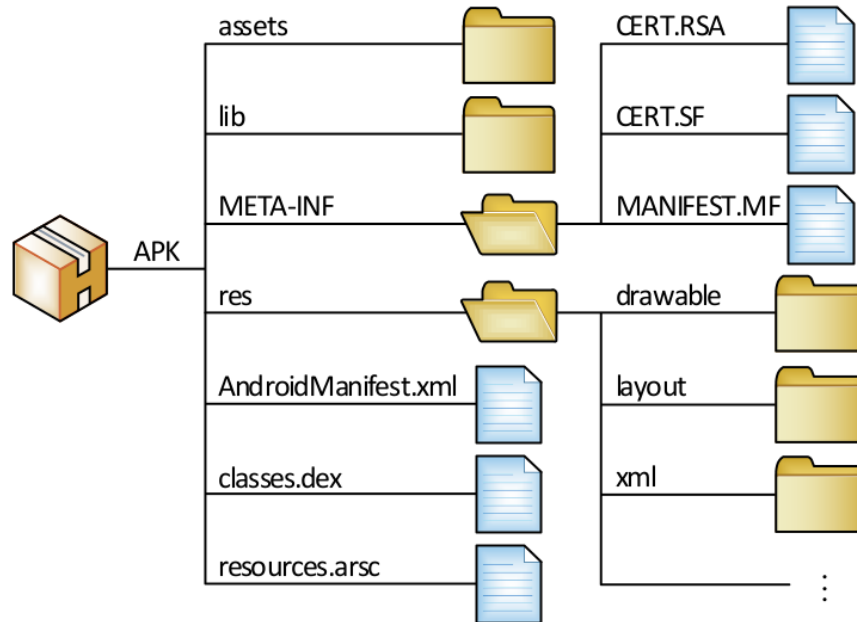 APK
assets
lib
META-INF
res
AndroidManifest.xml
classes.dex
resources.arsc
CERT.RSA
CERT.SF
MANIFEST.MF
drawable
layout
xml
⋮